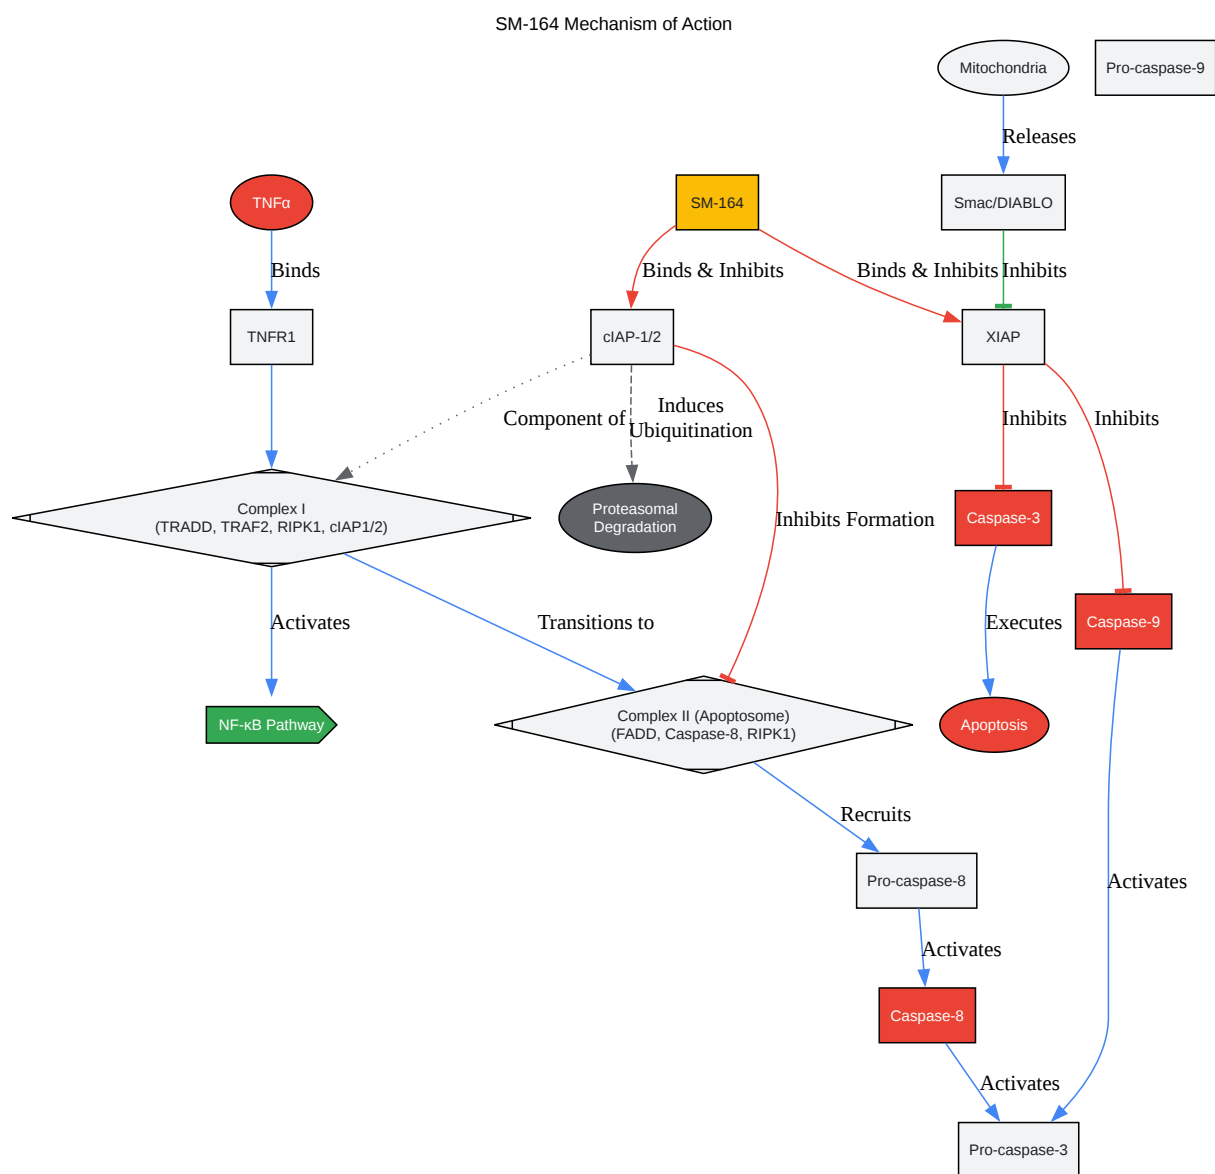 SM-164 Mechanism of Action
Mitochondria
Pro-caspase-9
Releases
TNFα
SM-164
Smac/DIABLO
Binds
Binds & Inhibits
Binds & Inhibits
Inhibits
TNFR1
cIAP-1/2
XIAP
Component of
Induces
Ubiquitination
Inhibits
Inhibits
Complex I
(TRADD, TRAF2, RIPK1, cIAP1/2)
Proteasomal
Degradation
Inhibits Formation
Caspase-3
Activates
Transitions to
Executes
Caspase-9
NF-κB Pathway
Complex II (Apoptosome)
(FADD, Caspase-8, RIPK1)
Apoptosis
Recruits
Pro-caspase-8
Activates
Activates
Caspase-8
Activates
Pro-caspase-3